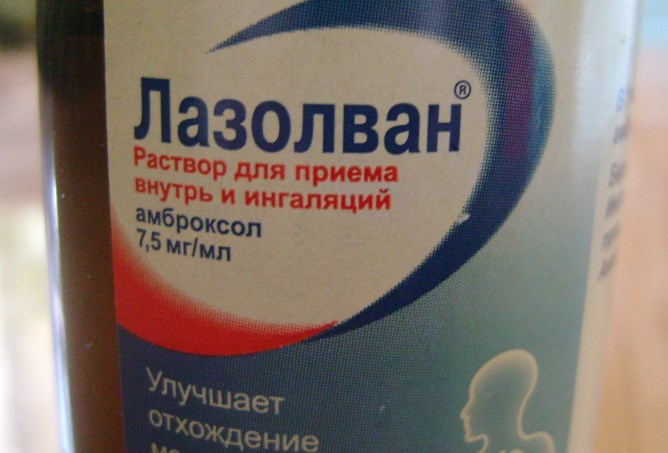 Лазолван®
Раствор для приема
внутрь и ингаляций
амброксол
7,5 мг/мл
Улучшает
отхождение